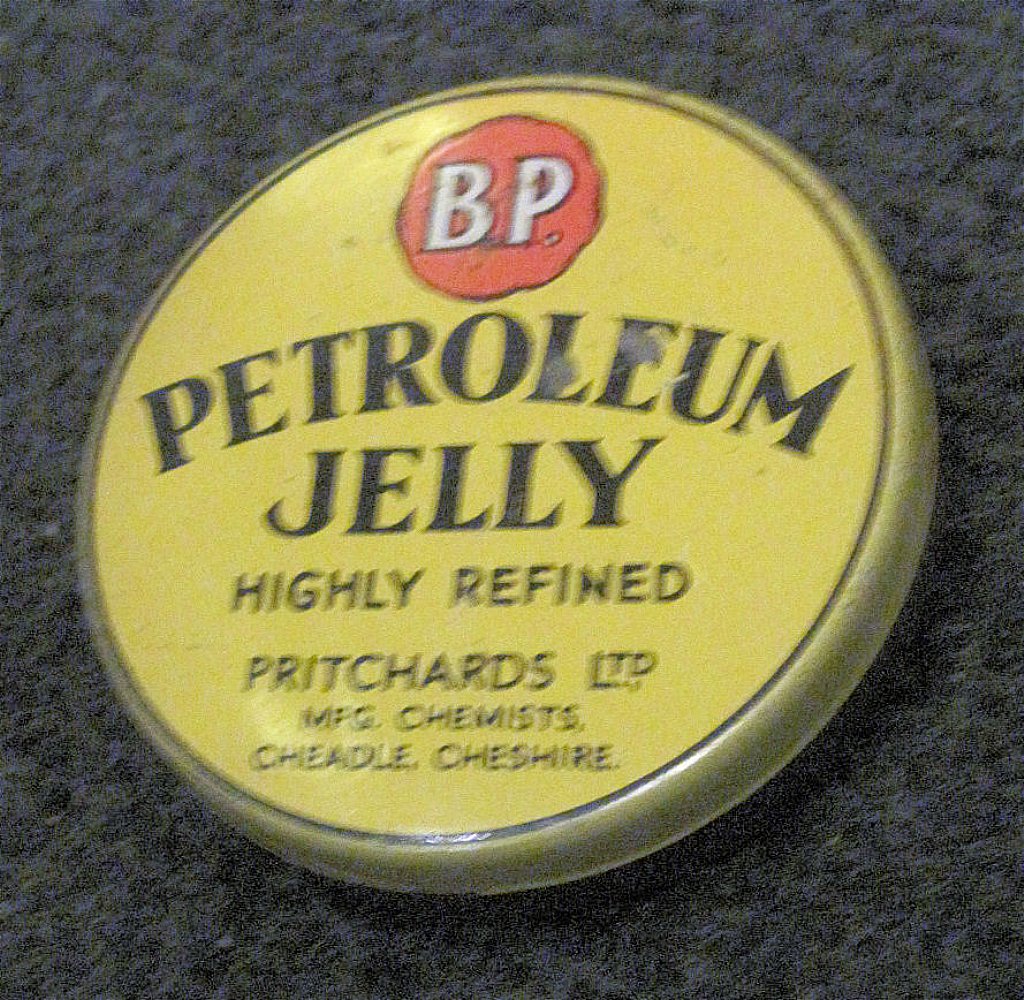 B.P.
PETROLEUM
JELLY
HIGHLY REFINED
PRITCHARDS LTD
MFG. CHEMISTS,
CHEADLE. CHESHIRE.